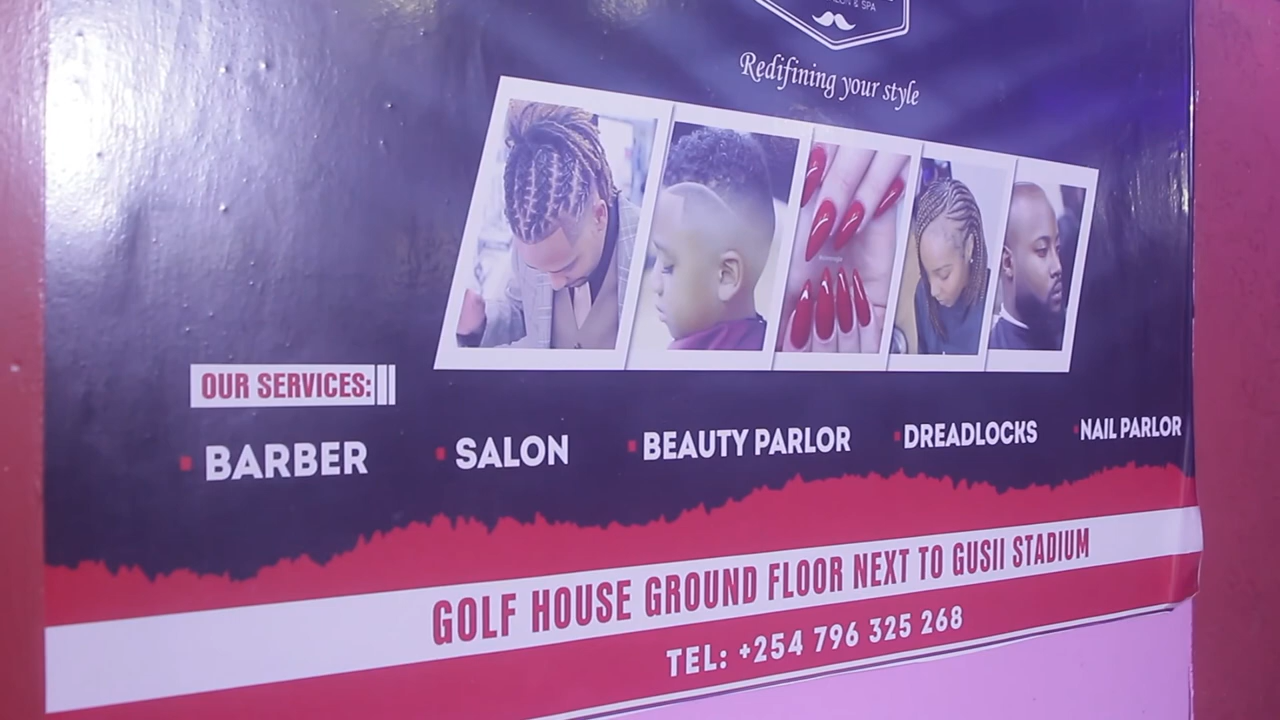 & SPA
Redifining your style
OUR SERVICES:
BARBER
SALON
BEAUTY PARLOR
DREADLOCKS
NAIL PARLOR
GOLF HOUSE GROUND FLOOR NEXT TO GUSII STADIUM
TEL: +254 796 325 268